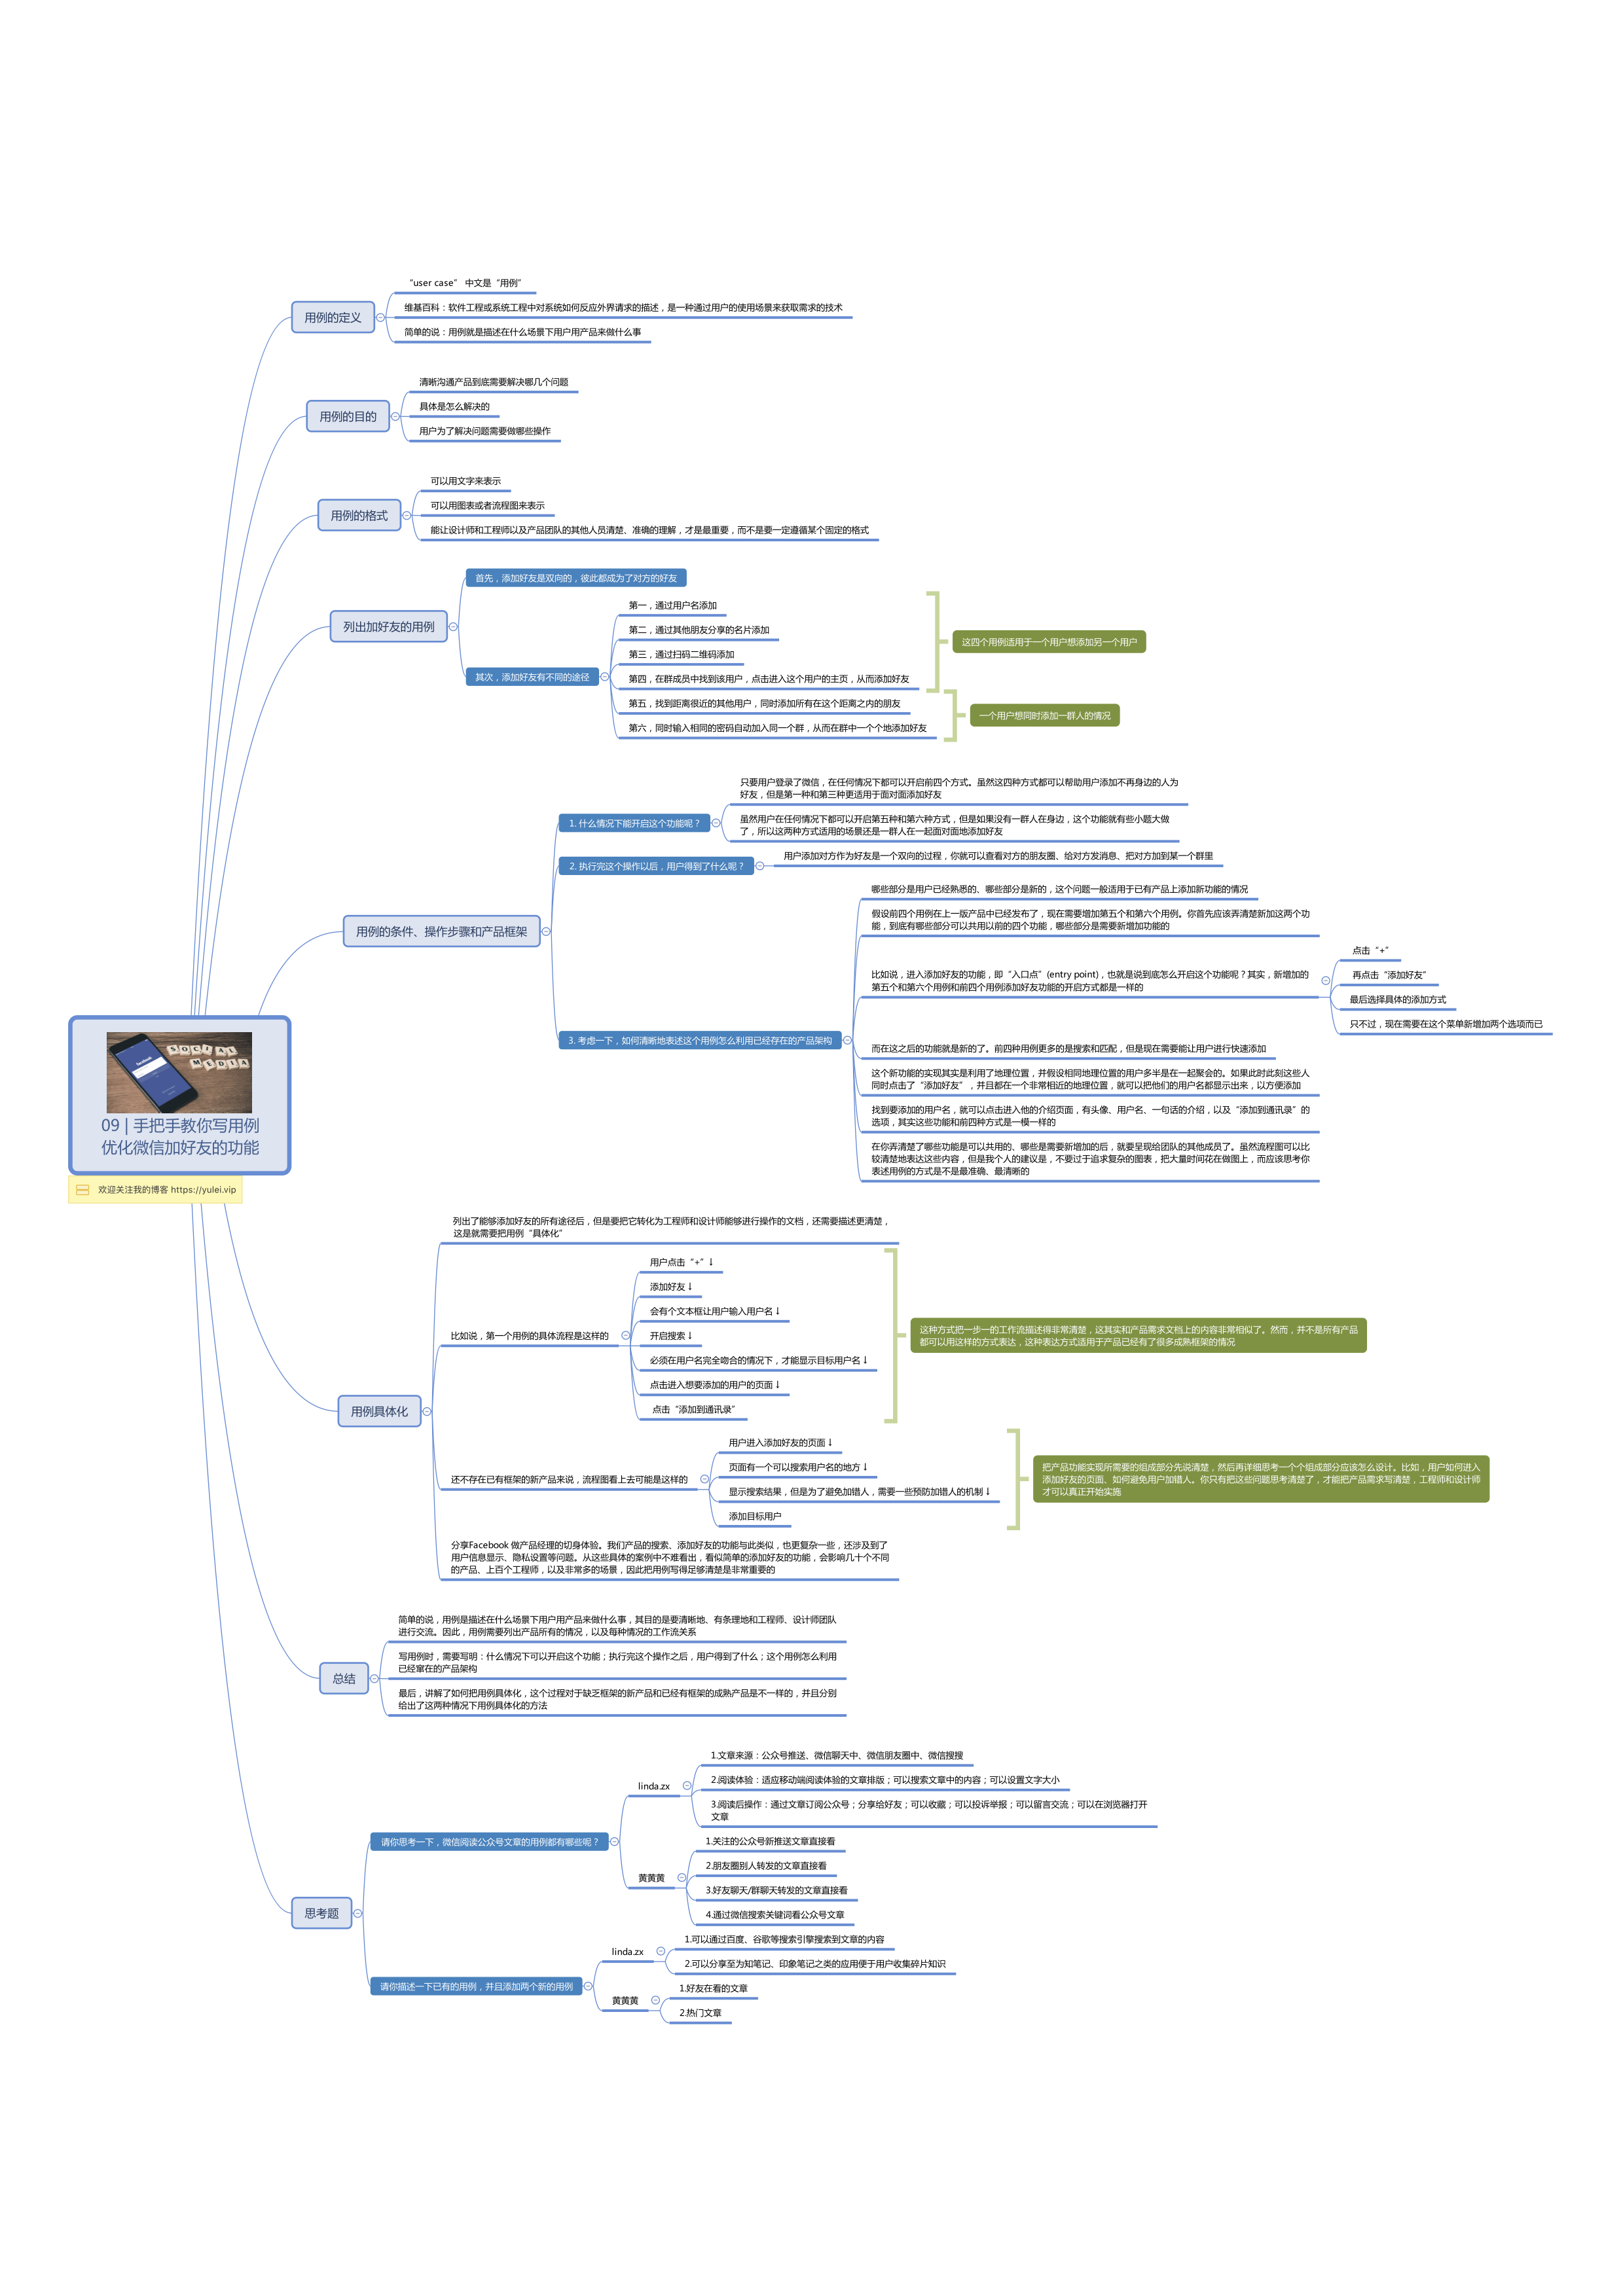 用例的定义
“user case” 中文是“用例”
维基百科：软件工程或系统工程中对系统如何反应外界请求的描述，是一种通过用户的使用场景来获取需求的技术
简单的说：用例就是描述在什么场景下用户用产品来做什么事
用例的目的
清晰沟通产品到底需要解决哪几个问题
具体是怎么解决的
用户为了解决问题需要做哪些操作
用例的格式
可以用文字来表示
可以用图表或者流程图来表示
能让设计师和工程师以及产品团队的其他人员清楚、准确的理解，才是最重要，而不是要一定遵循某个固定的格式
列出加好友的用例
首先，添加好友是双向的，彼此都成为了对方的好友
其次，添加好友有不同的途径
第一，通过用户名添加
第二，通过其他朋友分享的名片添加
第三，通过扫码二维码添加
第四，在群成员中找到该用户，点击进入这个用户的主页，从而添加好友
这四个用例适用于一个用户想添加另一个用户
第五，找到距离很近的其他用户，同时添加所有在这个距离之内的朋友
第六，同时输入相同的密码自动加入同一个群，从而在群中一个个地添加好友
一个用户想同时添加一群人的情况
用例的条件、操作步骤和产品框架
1. 什么情况下能开启这个功能呢？
只要用户登录了微信，在任何情况下都可以开启前四个方式。虽然这四种方式都可以帮助用户添加不再身边的人为
好友，但是第一种和第三种更适用于面对面添加好友
虽然用户在任何情况下都可以开启第五种和第六种方式，但是如果没有一群人在身边，这个功能就有些小题大做
了，所以这两种方式适用的场景还是一群人在一起面对面地添加好友
2. 执行完这个操作以后，用户得到了什么呢？
用户添加对方作为好友是一个双向的过程，你就可以查看对方的朋友圈、给对方发消息、把对方加到某一个群里
3. 考虑一下，如何清晰地表述这个用例怎么利用已经存在的产品架构
哪些部分是用户已经熟悉的、哪些部分是新的，这个问题一般适用于已有产品上添加新功能的情况
假设前四个用例在上一版产品中已经发布了，现在需要增加第五个和第六个用例。你首先应该弄清楚新加这两个功
能，到底有哪些部分可以共用以前的四个功能，哪些部分是需要新增加功能的
比如说，进入添加好友的功能，即“入口点”(entry point)，也就是说到底怎么开启这个功能呢？其实，新增加的
第五个和第六个用例和前四个用例添加好友功能的开启方式都是一样的
点击“+”
再点击“添加好友”
最后选择具体的添加方式
只不过，现在需要在这个菜单新增加两个选项而已
而在这之后的功能就是新的了。前四种用例更多的是搜索和匹配，但是现在需要能让用户进行快速添加
这个新功能的实现其实是利用了地理位置，并假设相同地理位置的用户多半是在一起聚会的。如果此时此刻这些人
同时点击了“添加好友”，并且都在一个非常相近的地理位置，就可以把他们的用户名都显示出来，以方便添加
找到要添加的用户名，就可以点击进入他的介绍页面，有头像、用户名、一句话的介绍，以及“添加到通讯录”的
选项，其实这些功能和前四种方式是一模一样的
在你弄清楚了哪些功能是可以共用的、哪些是需要新增加的后，就要呈现给团队的其他成员了。虽然流程图可以比
较清楚地表达这些内容，但是我个人的建议是，不要过于追求复杂的图表，把大量时间花在做图上，而应该思考你
表述用例的方式是不是最准确、最清晰的
SOCIAL
MEDIA
facebook
09 | 手把手教你写用例
优化微信加好友的功能
欢迎关注我的博客 https://yulei.vip
用例具体化
列出了能够添加好友的所有途径后，但是要把它转化为工程师和设计师能够进行操作的文档，还需要描述更清楚，
这是就需要把用例“具体化”
比如说，第一个用例的具体流程是这样的
用户点击“+”↓
添加好友↓
会有个文本框让用户输入用户名↓
开启搜索↓
必须在用户名完全吻合的情况下，才能显示目标用户名↓
点击进入想要添加的用户的页面↓
点击“添加到通讯录”
这种方式把一步一的工作流描述得非常清楚，这其实和产品需求文档上的内容非常相似了。然而，并不是所有产品
都可以用这样的方式表达，这种表达方式适用于产品已经有了很多成熟框架的情况
还不存在已有框架的新产品来说，流程图看上去可能是这样的
用户进入添加好友的页面↓
页面有一个可以搜索用户名的地方↓
显示搜索结果，但是为了避免加错人，需要一些预防加错人的机制↓
添加目标用户
把产品功能实现所需要的组成部分先说清楚，然后再详细思考一个个组成部分应该怎么设计。比如，用户如何进入
添加好友的页面、如何避免用户加错人。你只有把这些问题思考清楚了，才能把产品需求写清楚，工程师和设计师
才可以真正开始实施
分享Facebook 做产品经理的切身体验。我们产品的搜索、添加好友的功能与此类似，也更复杂一些，还涉及到了
用户信息显示、隐私设置等问题。从这些具体的案例中不难看出，看似简单的添加好友的功能，会影响几十个不同
的产品、上百个工程师，以及非常多的场景，因此把用例写得足够清楚是非常重要的
总结
简单的说，用例是描述在什么场景下用户用产品来做什么事，其目的是要清晰地、有条理地和工程师、设计师团队
进行交流。因此，用例需要列出产品所有的情况，以及每种情况的工作流关系
写用例时，需要写明：什么情况下可以开启这个功能；执行完这个操作之后，用户得到了什么；这个用例怎么利用
已经窜在的产品架构
最后，讲解了如何把用例具体化，这个过程对于缺乏框架的新产品和已经有框架的成熟产品是不一样的，并且分别
给出了这两种情况下用例具体化的方法
思考题
请你思考一下，微信阅读公众号文章的用例都有哪些呢？
linda.zx
1.文章来源：公众号推送、微信聊天中、微信朋友圈中、微信搜搜
2.阅读体验：适应移动端阅读体验的文章排版；可以搜索文章中的内容；可以设置文字大小
3.阅读后操作：通过文章订阅公众号；分享给好友；可以收藏；可以投诉举报；可以留言交流；可以在浏览器打开
文章
黄黄黄
1.关注的公众号新推送文章直接看
2.朋友圈别人转发的文章直接看
3.好友聊天/群聊天转发的文章直接看
4.通过微信搜索关键词看公众号文章
请你描述一下已有的用例，并且添加两个新的用例
linda.zx
1.可以通过百度、谷歌等搜索引擎搜索到文章的内容
2.可以分享至为知笔记、印象笔记之类的应用便于用户收集碎片知识
黄黄黄
1.好友在看的文章
2.热门文章